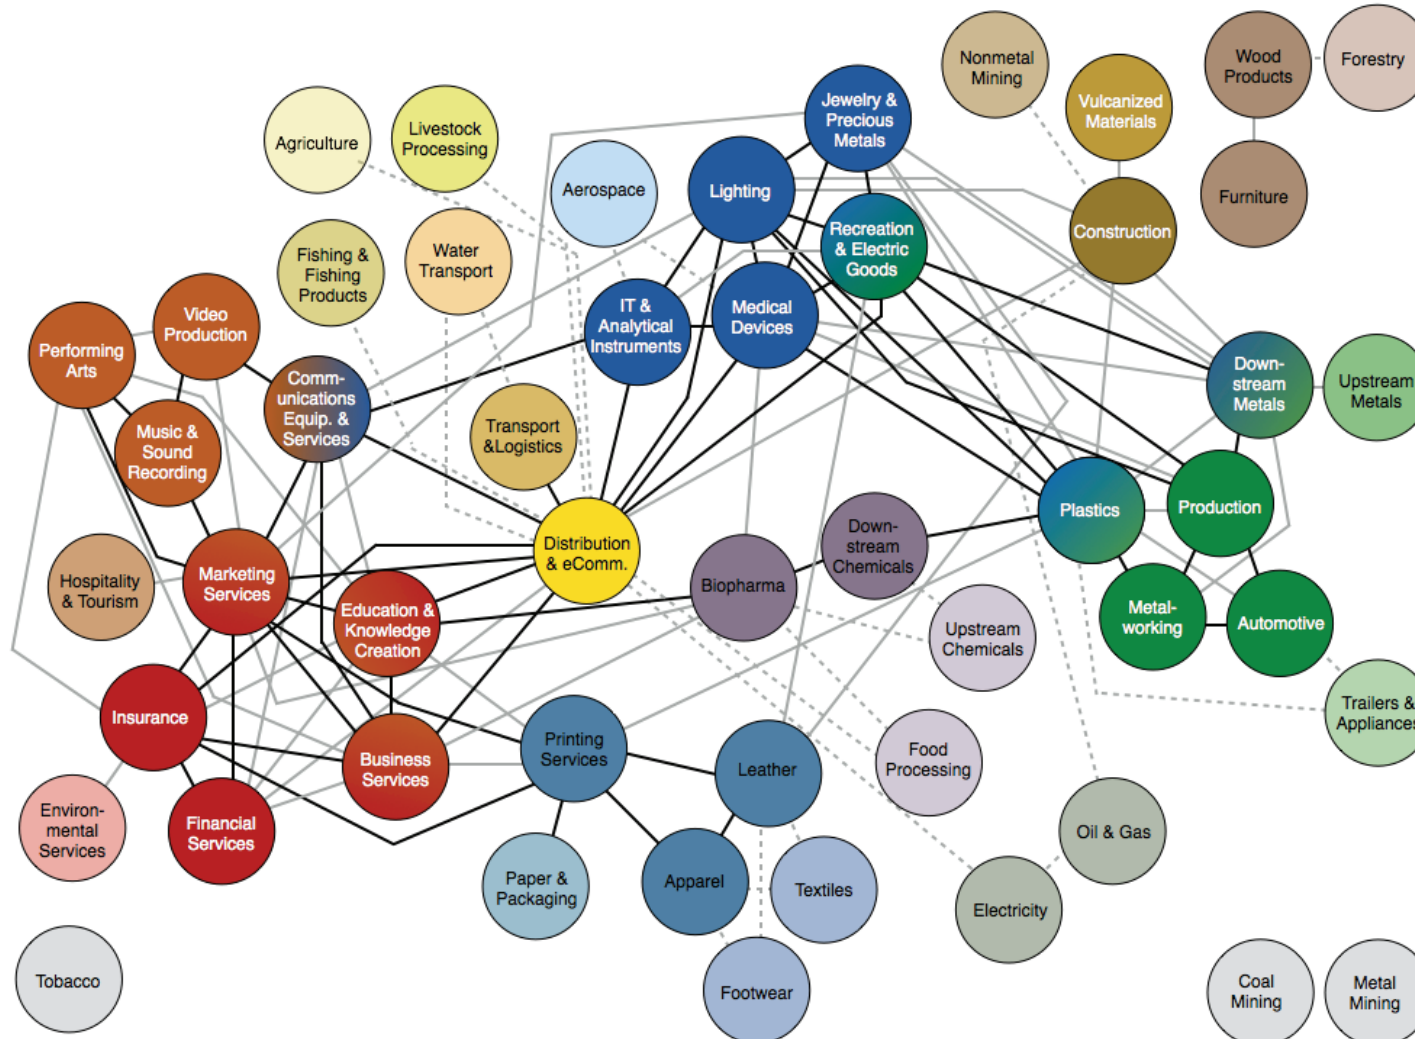 Nonmetal
Mining
Wood
Products
Forestry
Vulcanized
Materials
Jewelry &
Precious
Metals
Agriculture
Livestock
Processing
Aerospace
Lighting
Furniture
Recreation
& Electric
Goods
Construction
Fishing &
Fishing
Products
Water
Transport
IT &
Analytical
Instruments
Medical
Devices
Video
Production
Performing
Arts
Comm-
unications
Equip. &
Services
Down-
stream
Metals
Upstream
Metals
Music &
Sound
Recording
Transport
&Logistics
Plastics
Production
Distribution
& eComm.
Down-
stream
Chemicals
Biopharma
Hospitality
& Tourism
Marketing
Services
Education &
Knowledge
Creation
Metal-
working
Automotive
Upstream
Chemicals
Insurance
Trailers &
Appliances
Business
Services
Printing
Services
Leather
Food
Processing
Environ-
mental
Services
Financial
Services
Oil & Gas
Paper &
Packaging
Apparel
Textiles
Electricity
Tobacco
Footwear
Coal
Mining
Metal
Mining